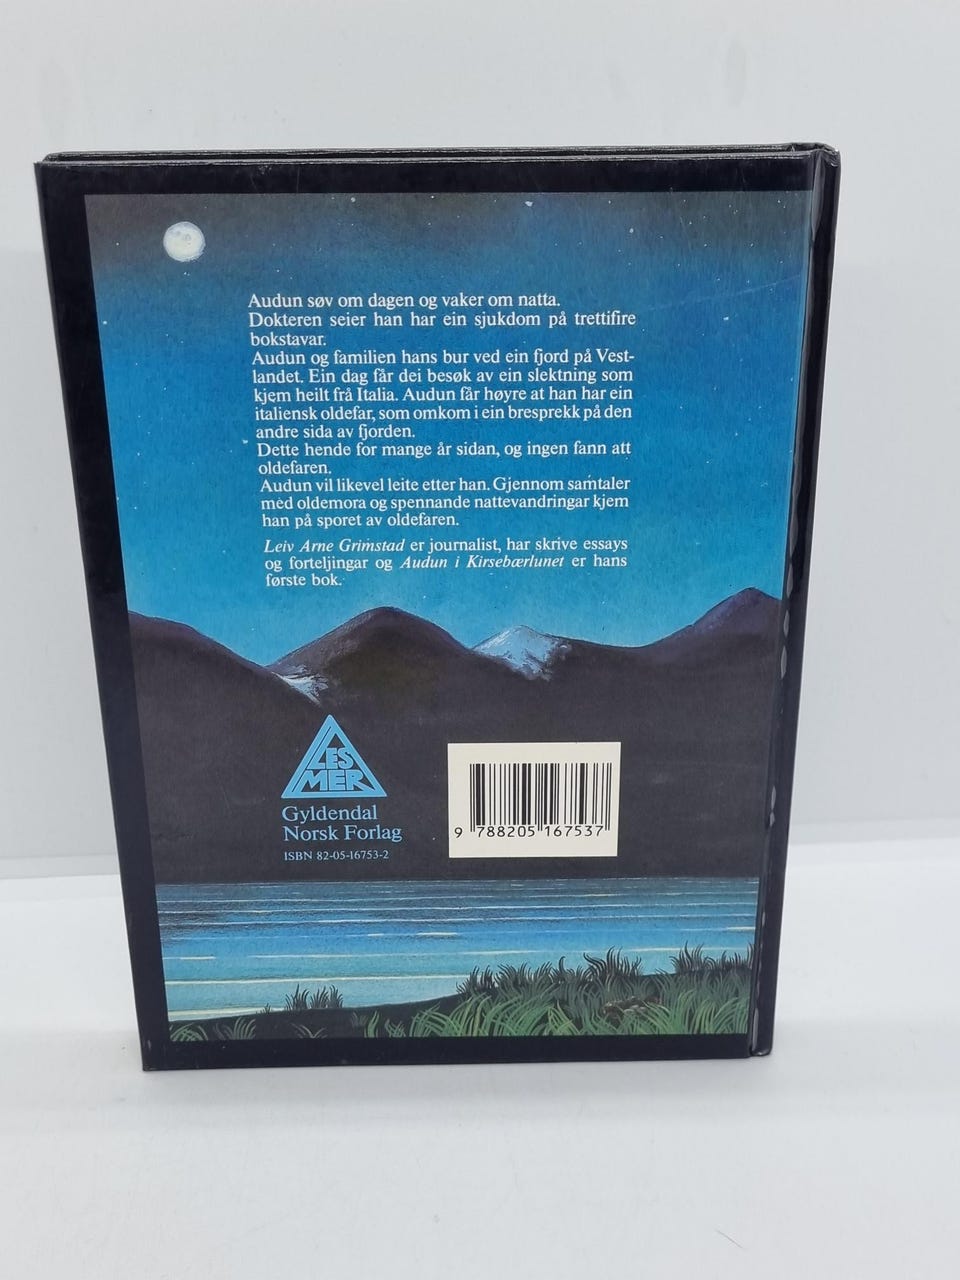 Audun søv om dagen og vaker om natta.
Dokteren seier han har ein sjukdom på trettifire
bokstavar.
Audun og familien hans bur ved ein fjord på Vest-
landet. Ein dag får dei besøk av ein slektning som
kjem heilt frå Italia. Audun får høyre at han har ein
italiensk oldefar, som omkom i ein bresprekk på den
andre sida av fjorden.
Dette hende for mange år sidan, og ingen fann att
oldefaren.
Audun vil likevel leite etter han. Gjennom samtaler
med oldemora og spennande nattevandringar kjem
han på sporet av oldefaren.
Leiv Arne Grimstad er journalist, har skrive essays
og forteljingar og Audun i Kirsebærlunet er hans
første bok.
LES
MER
Gyldendal
Norsk Forlag
ISBN 82-05-16753-2
9 788205 167537